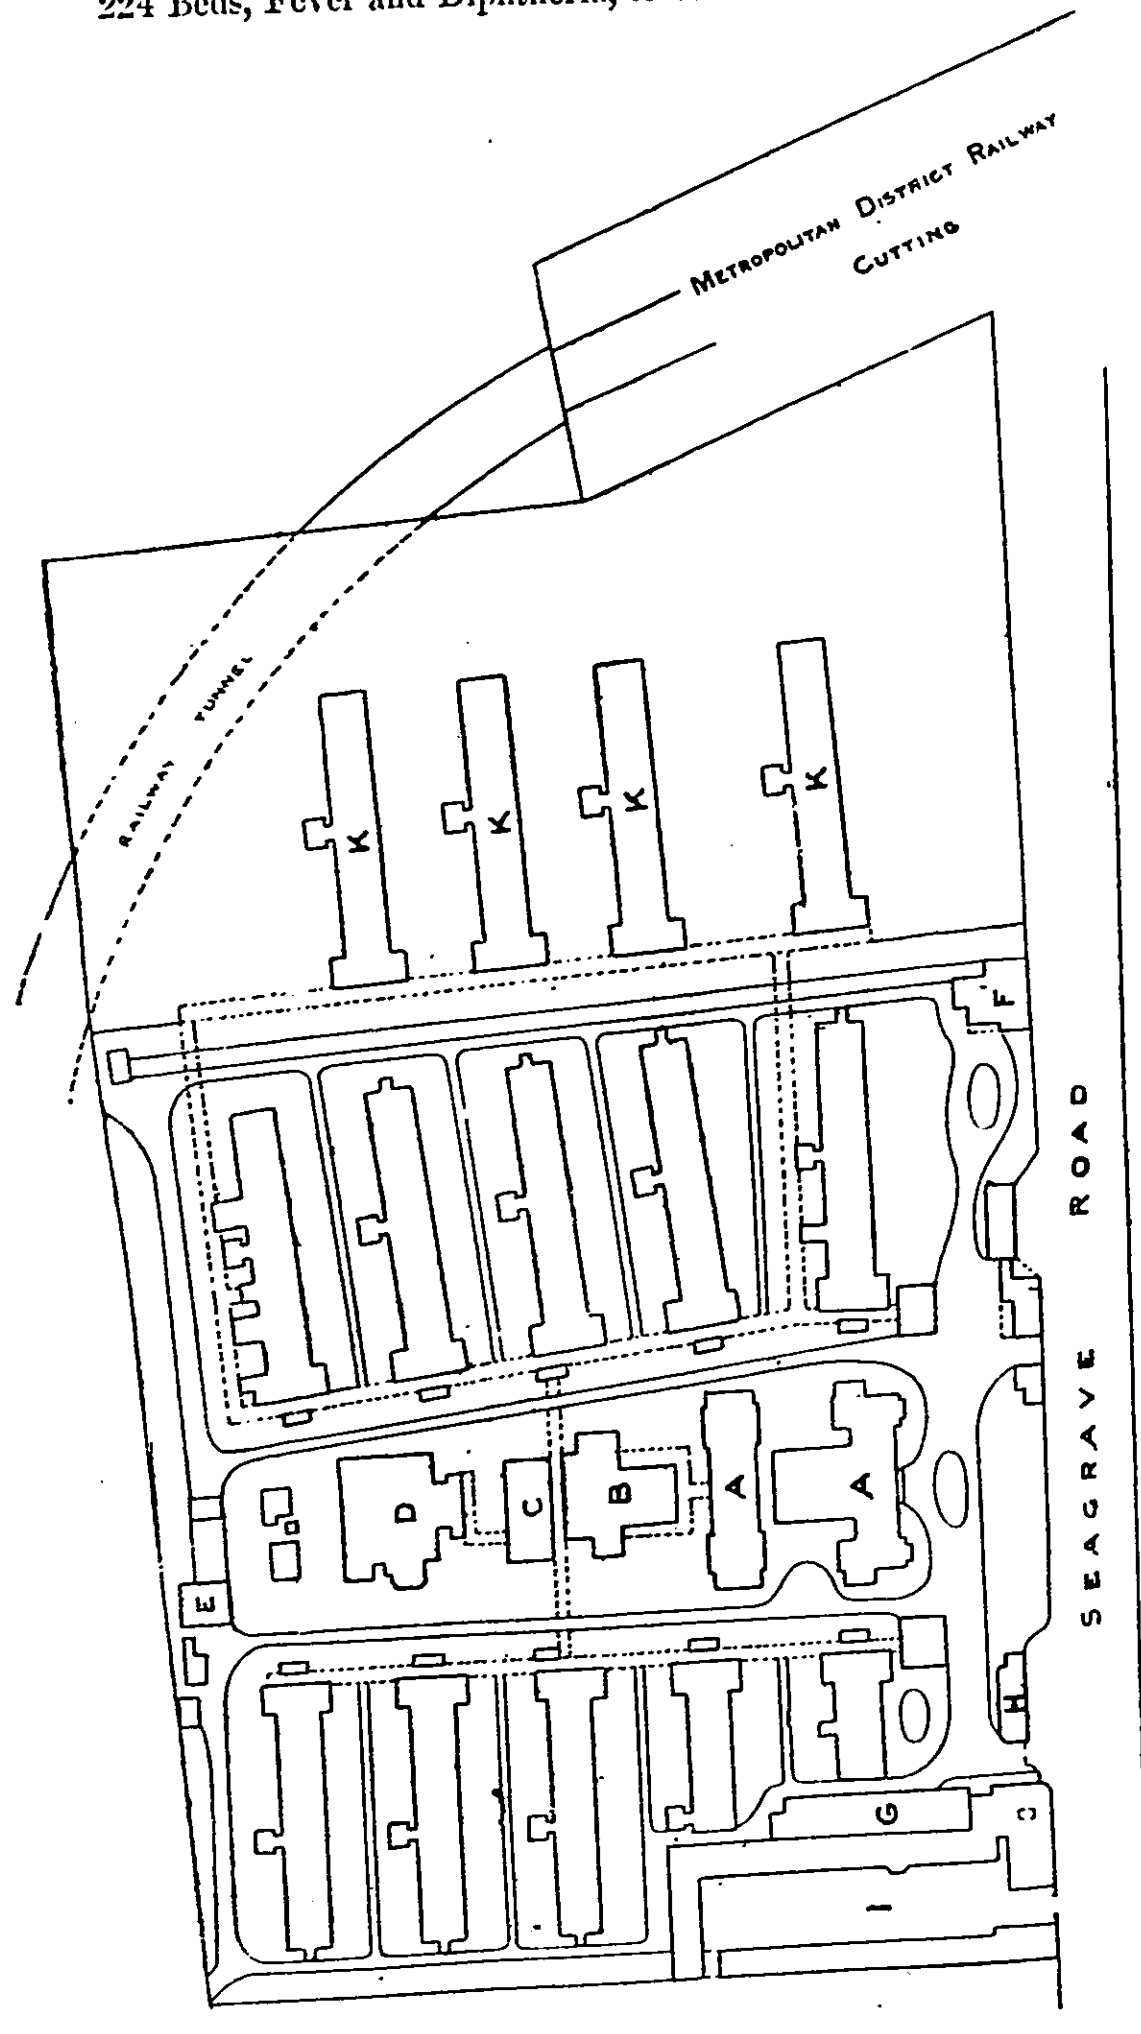 224 Beds, Fever and Diphtheria,
METROPOLITAN DISTRICT RAILWAY
CUTTING
RAILWAY TUNNEL
K
K
K
K
F
SEAGRAVE ROAD
D
C
B
A
A
E
H
G
I